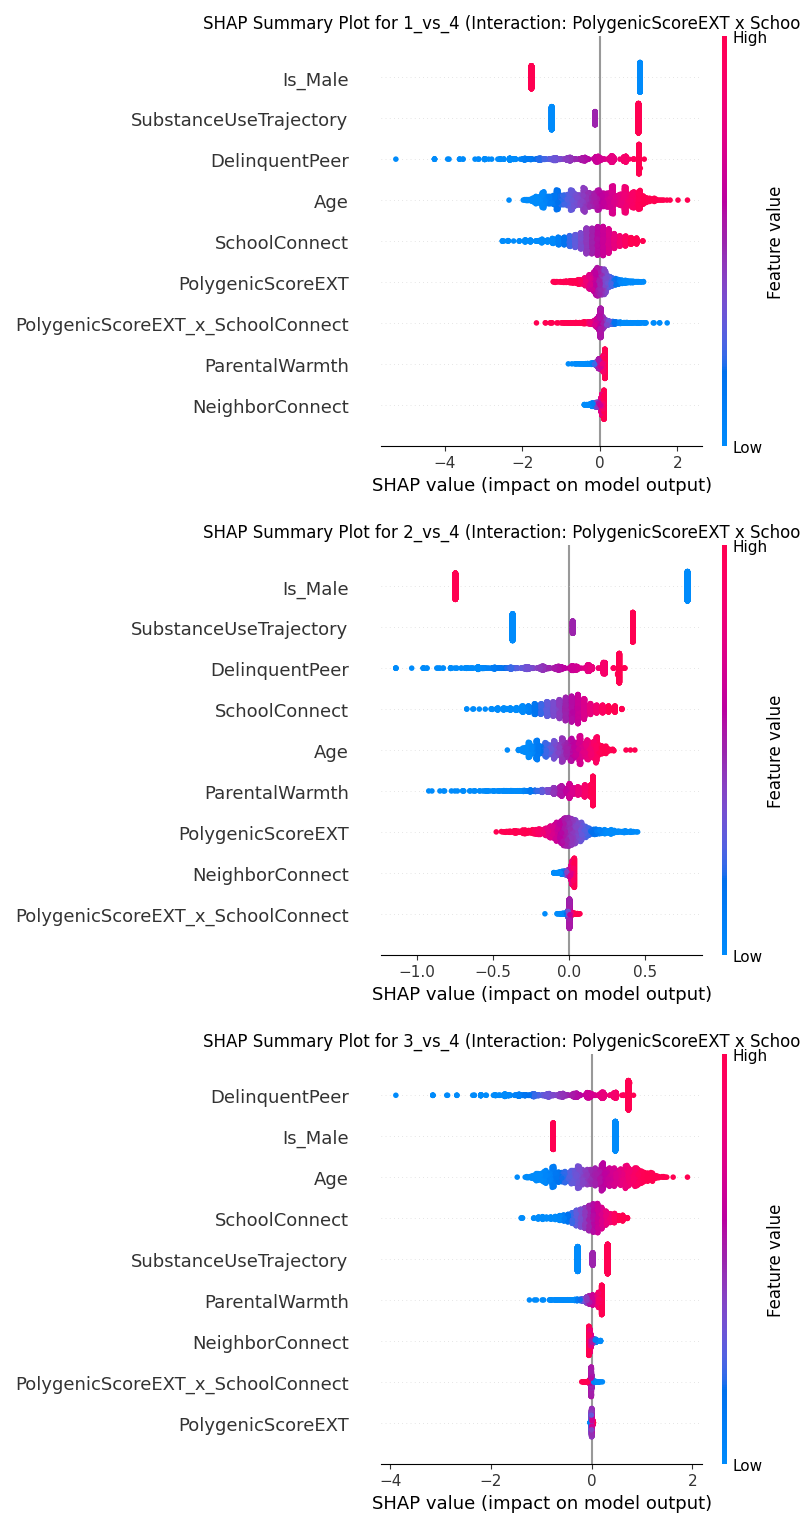 SHAP Summary Plot for 1_vs_4 (Interaction: PolygenicScoreEXT x Schoo
High
Is_Male
SubstanceUseTrajectory
DelinquentPeer
Age
SchoolConnect
PolygenicScoreEXT
PolygenicScoreEXT_x_SchoolConnect
ParentalWarmth
NeighborConnect
Feature value
Low
−4 −2 0 2
SHAP value (impact on model output)
SHAP Summary Plot for 2_vs_4 (Interaction: PolygenicScoreEXT x Schoo
High
Is_Male
SubstanceUseTrajectory
DelinquentPeer
SchoolConnect
Age
ParentalWarmth
PolygenicScoreEXT
NeighborConnect
PolygenicScoreEXT_x_SchoolConnect
Feature value
Low
−1.0 −0.5 0.0 0.5
SHAP value (impact on model output)
SHAP Summary Plot for 3_vs_4 (Interaction: PolygenicScoreEXT x Schoo
High
DelinquentPeer
Is_Male
Age
SchoolConnect
SubstanceUseTrajectory
ParentalWarmth
NeighborConnect
PolygenicScoreEXT_x_SchoolConnect
PolygenicScoreEXT
Feature value
Low
−4 −2 0 2
SHAP value (impact on model output)